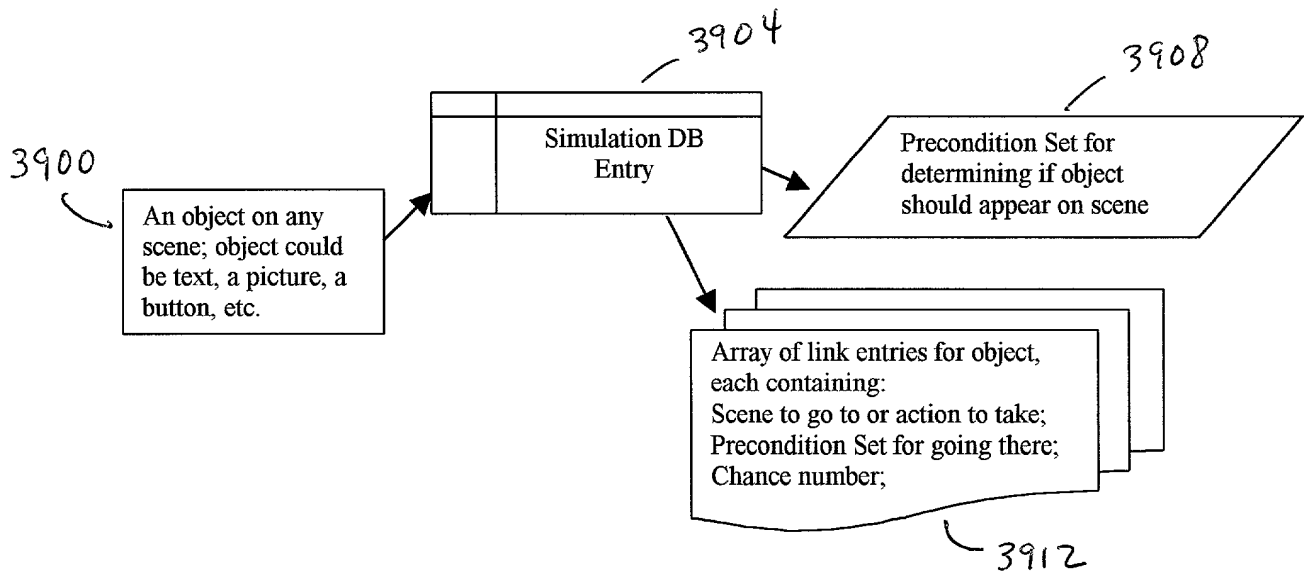 3904
3908
3900
Simulation DB
Entry
Precondition Set for
determining if object
should appear on scene
An object on any
scene; object could
be text, a picture, a
button, etc.
Array of link entries for object,
each containing:
Scene to go to or action to take;
Precondition Set for going there;
Chance number;
3912